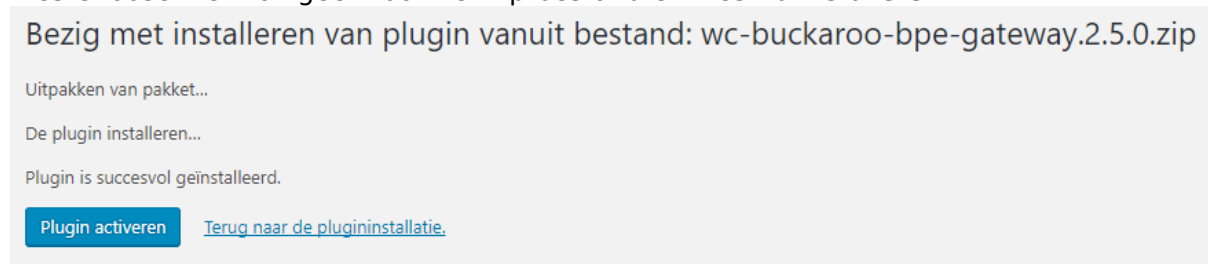 Bezig met installeren van plugin vanuit bestand: wc-buckaroo-bpe-gateway.2.5.0.zip
Uitpakken van pakket...
De plugin installeren...
Plugin is succesvol geïnstalleerd.
Plugin activeren Terug naar de plugininstallatie.